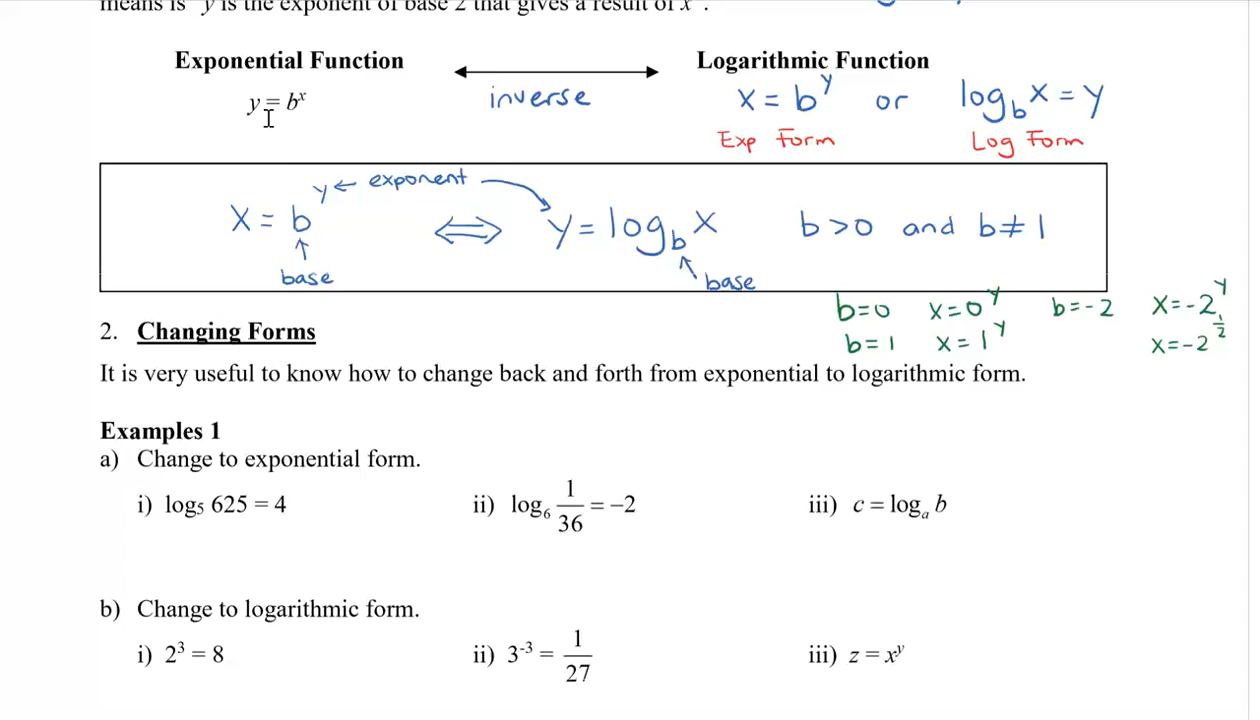 means is "y is the exponent of base 2 that gives a result of x".
Exponential Function Logarithmic Function
y = bˣ inverse x = b^y or log_b x = y
Exp Form Log Form
x = b^y ← exponent ⇔ y = log_b x b > 0 and b ≠ 1
↑ base ↖ base
b=0 x=0^y b=-2 x=-2^y
b=1 x=1^y x=-2^(1/2)
2. Changing Forms
It is very useful to know how to change back and forth from exponential to logarithmic form.
Examples 1
a) Change to exponential form.
i) log₅ 625 = 4 ii) log₆ 1/36 = −2 iii) c = log_a b
b) Change to logarithmic form.
i) 2³ = 8 ii) 3⁻³ = 1/27 iii) z = x^y